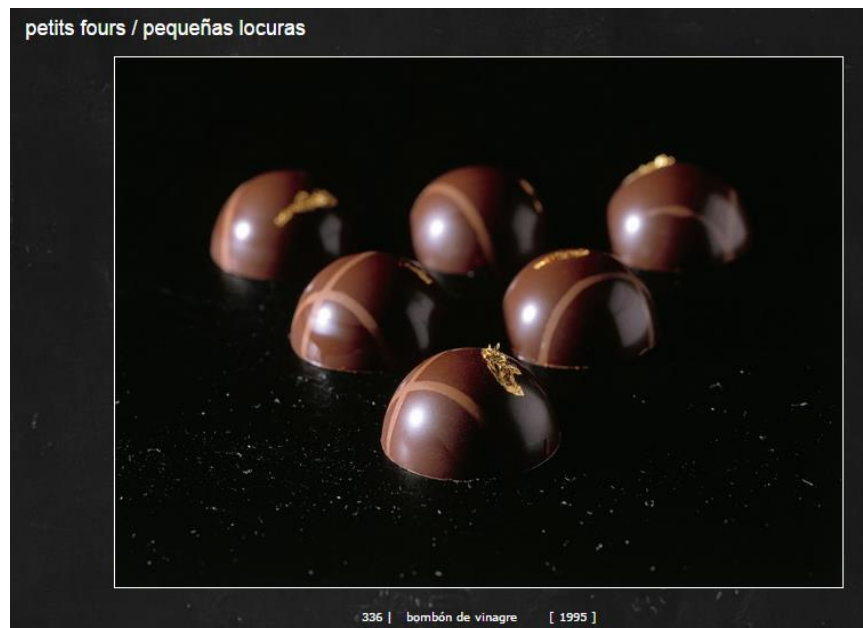 petits fours / pequeñas locuras
336 | bombón de vinagre [ 1995 ]